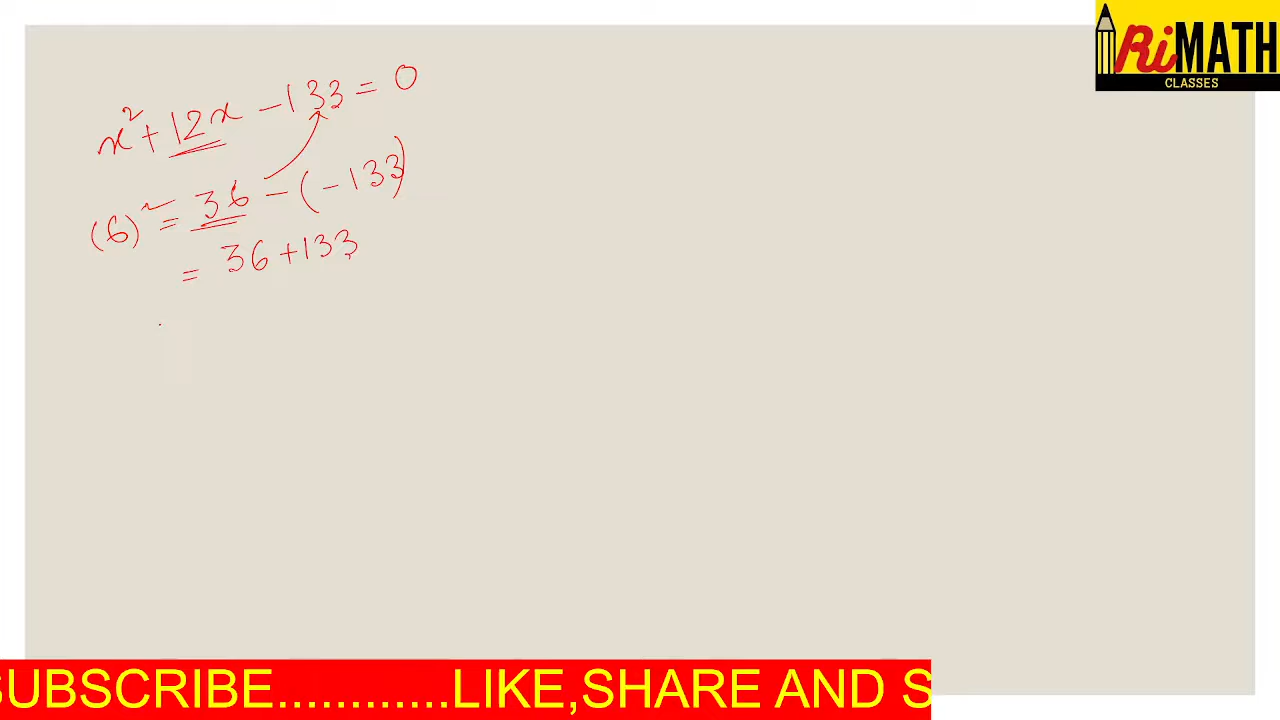 RiMATH
CLASSES
x² + 12x - 133 = 0
(6)² = 36 - (-133)
= 36 + 133
SUBSCRIBE............LIKE,SHARE AND S